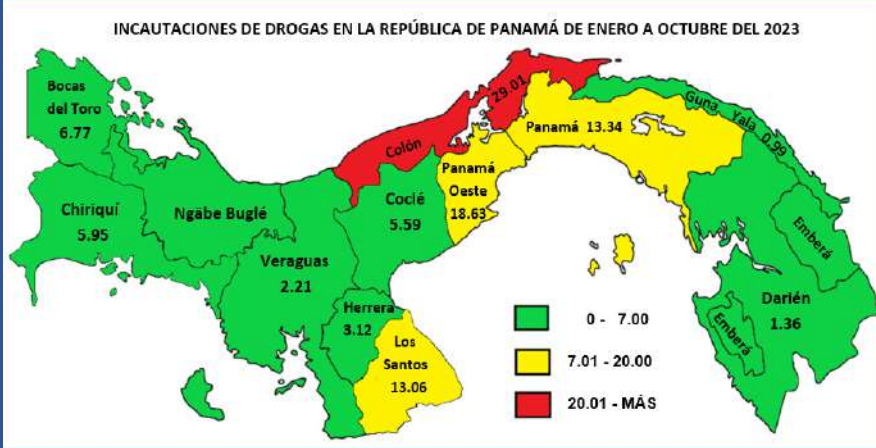 INCAUTACIONES DE DROGAS EN LA REPÚBLICA DE PANAMÁ DE ENERO A OCTUBRE DEL 2023
Bocas
del Toro
6.77
Chiriquí
5.95
Ngäbe Buglé
Veraguas
2.21
Colón
29.01
Coclé
5.59
Herrera
3.12
Los
Santos
13.06
Panamá
Oeste
18.63
Panamá 13.34
Guna Yala 0.99
Emberá
Darién
1.36
Emberá
0 - 7.00
7.01 - 20.00
20.01 - MÁS